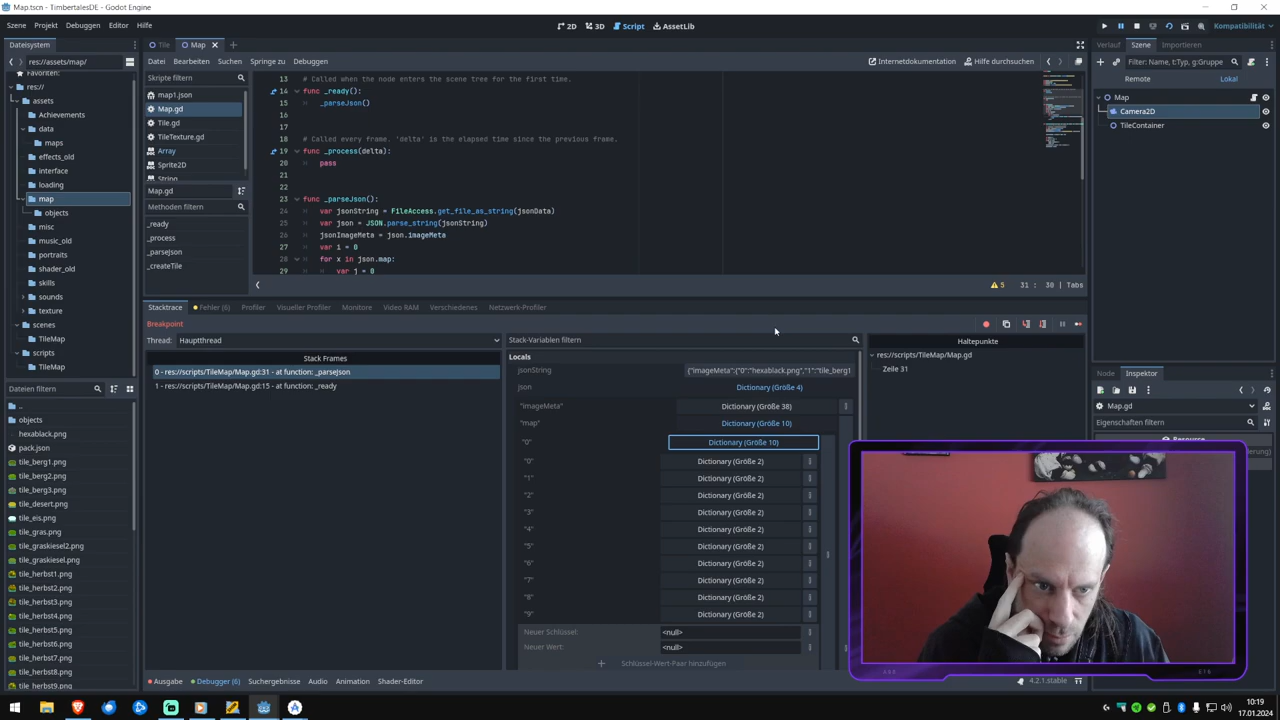 Map.tscn - TimbertalesDE - Godot Engine
Szene Projekt Debuggen Editor Hilfe
2D 3D Script AssetLib
Kompatibilität
Dateisystem
res://assets/map/
Favoriten:
res://
assets
Achievements
data
maps
effects_old
interface
loading
map
objects
misc
music_old
portraits
shader_old
skills
sounds
texture
scenes
TileMap
scripts
TileMap
Dateien filtern
..
objects
hexablack.png
pack.json
tile_berg1.png
tile_berg2.png
tile_berg3.png
tile_desert.png
tile_eis.png
tile_gras.png
tile_graskiesel2.png
tile_graskiesel.png
tile_herbst1.png
tile_herbst2.png
tile_herbst3.png
tile_herbst4.png
tile_herbst5.png
tile_herbst6.png
tile_herbst7.png
tile_herbst8.png
tile_herbst9.png
Tile Map
Datei Bearbeiten Suchen Springe zu Debuggen
Internetdokumentation Hilfe durchsuchen
Skripte filtern
map1.json
Map.gd
Tile.gd
TileTexture.gd
Array
Sprite2D
String
Map.gd
Methoden filtern
_ready
_process
_parseJson
_createTile
13 # Called when the node enters the scene tree for the first time.
14 func _ready():
15 _parseJson()
16
17
18 # Called every frame. 'delta' is the elapsed time since the previous frame.
19 func _process(delta):
20 pass
21
22
23 func _parseJson():
24 var jsonString = FileAccess.get_file_as_string(jsonData)
25 var json = JSON.parse_string(jsonString)
26 jsonImageMeta = json.imageMeta
27 var i = 0
28 for x in json.map:
29 var j = 0
5 31 : 30 | Tabs
Stacktrace Fehler (6) Profiler Visueller Profiler Monitore Video RAM Verschiedenes Netzwerk-Profiler
Breakpoint
Thread: Hauptthread
Stack Frames
0 - res://scripts/TileMap/Map.gd:31 - at function: _parseJson
1 - res://scripts/TileMap/Map.gd:15 - at function: _ready
Stack-Variablen filtern
Locals
jsonString {"imageMeta":{"0":"hexablack.png","1":"tile_berg1
json Dictionary (Größe 4)
"imageMeta" Dictionary (Größe 38)
"map" Dictionary (Größe 10)
"0" Dictionary (Größe 10)
"0" Dictionary (Größe 2)
"1" Dictionary (Größe 2)
"2" Dictionary (Größe 2)
"3" Dictionary (Größe 2)
"4" Dictionary (Größe 2)
"5" Dictionary (Größe 2)
"6" Dictionary (Größe 2)
"7" Dictionary (Größe 2)
"8" Dictionary (Größe 2)
"9" Dictionary (Größe 2)
Neuer Schlüssel: <null>
Neuer Wert: <null>
Schlüssel-Wert-Paar hinzufügen
Haltepunkte
res://scripts/TileMap/Map.gd
Zeile 31
Ausgabe Debugger (6) Suchergebnisse Audio Animation Shader-Editor
4.2.1.stable
Verlauf Szene Importieren
Filter: Name, t:Typ, g:Gruppe
Remote Lokal
Map
Camera2D
TileContainer
Node Inspektor
Map.gd
Eigenschaften filtern
Resource
10:19
17.01.2024